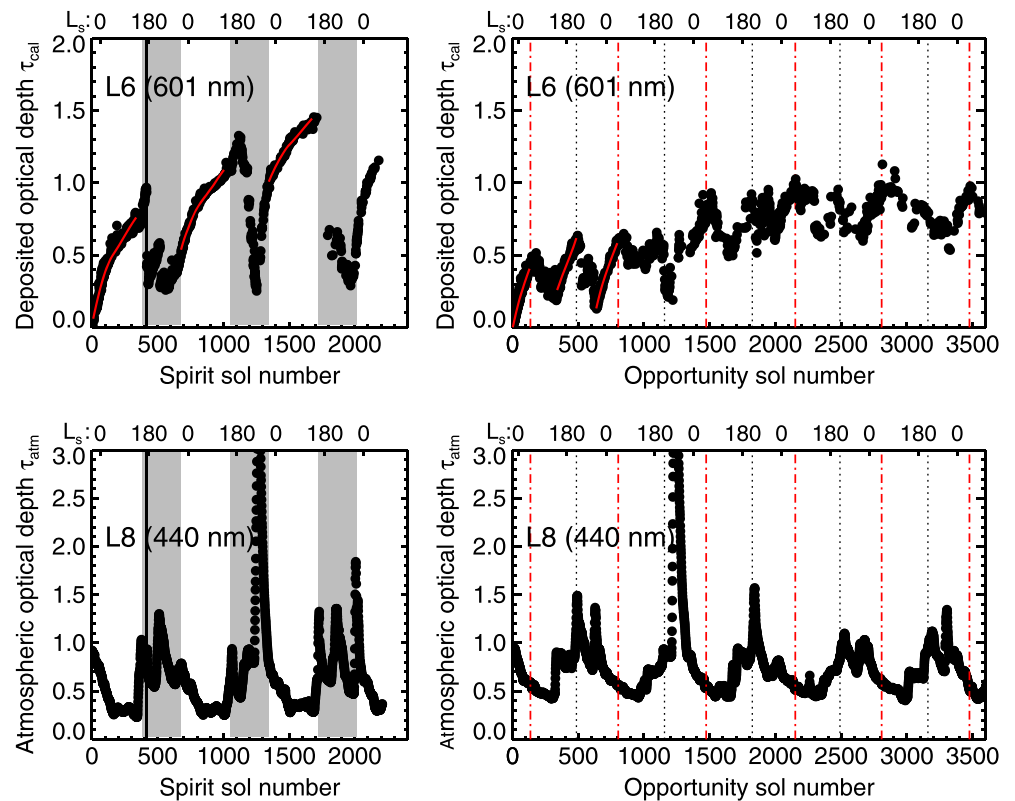 Ls: 0 180 0 180 0 180 0
Deposited optical depth τcal
2.0
1.5
1.0
0.5
0.0
L6 (601 nm)
0 500 1000 1500 2000
Spirit sol number
Ls: 0 180 0 180 0 180 0 180 0 180 0
Deposited optical depth τcal
2.0
1.5
1.0
0.5
0.0
L6 (601 nm)
0 500 1000 1500 2000 2500 3000 3500
Opportunity sol number
Ls: 0 180 0 180 0 180 0
Atmospheric optical depth τatm
3.0
2.5
2.0
1.5
1.0
0.5
0.0
L8 (440 nm)
0 500 1000 1500 2000
Spirit sol number
Ls: 0 180 0 180 0 180 0 180 0 180 0
Atmospheric optical depth τatm
3.0
2.5
2.0
1.5
1.0
0.5
0.0
L8 (440 nm)
0 500 1000 1500 2000 2500 3000 3500
Opportunity sol number